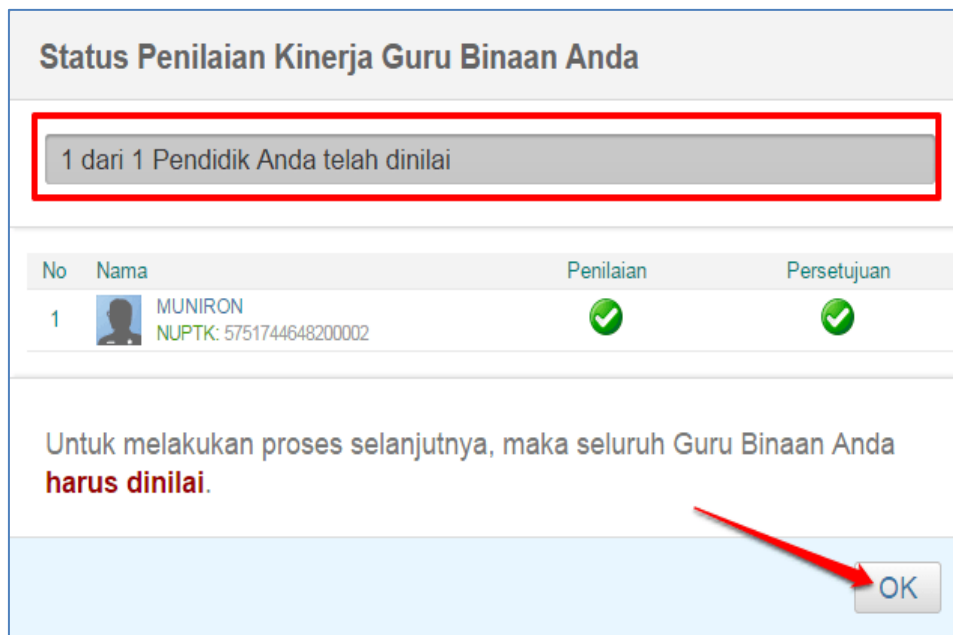 Status Penilaian Kinerja Guru Binaan Anda
1 dari 1 Pendidik Anda telah dinilai
No Nama Penilaian Persetujuan
1 MUNIRON
NUPTK: 5751744648200002
Untuk melakukan proses selanjutnya, maka seluruh Guru Binaan Anda
harus dinilai.
OK